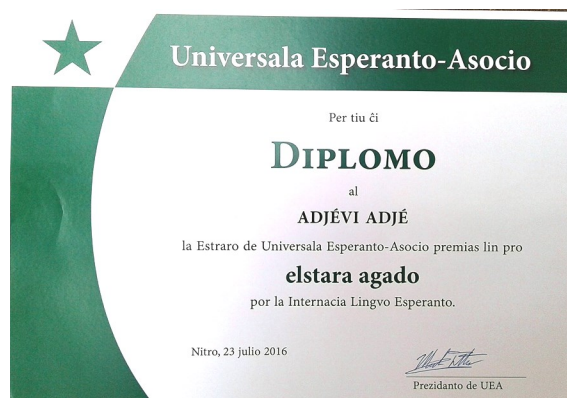 Universala Esperanto-Asocio
Per tiu ĉi
DIPLOMO
al
ADJÉVI ADJÉ
la Estraro de Universala Esperanto-Asocio premias lin pro
elstara agado
por la Internacia Lingvo Esperanto.
Nitro, 23 julio 2016
Prezidanto de UEA